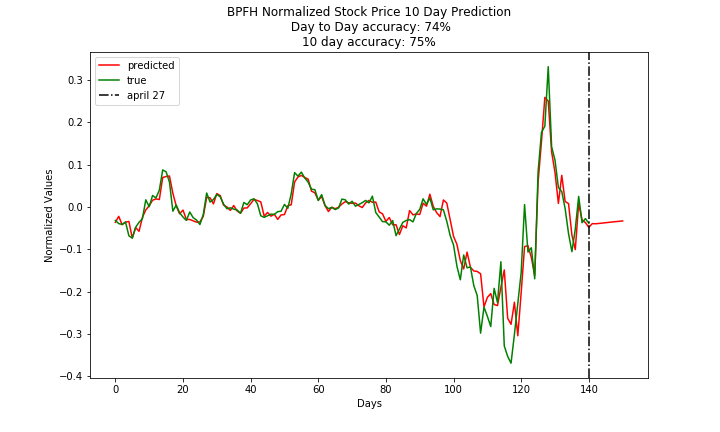 BPFH Normalized Stock Price 10 Day Prediction
Day to Day accuracy: 74%
10 day accuracy: 75%
predicted
true
april 27
Normalized Values
0.3
0.2
0.1
0.0
−0.1
−0.2
−0.3
−0.4
0 20 40 60 80 100 120 140
Days